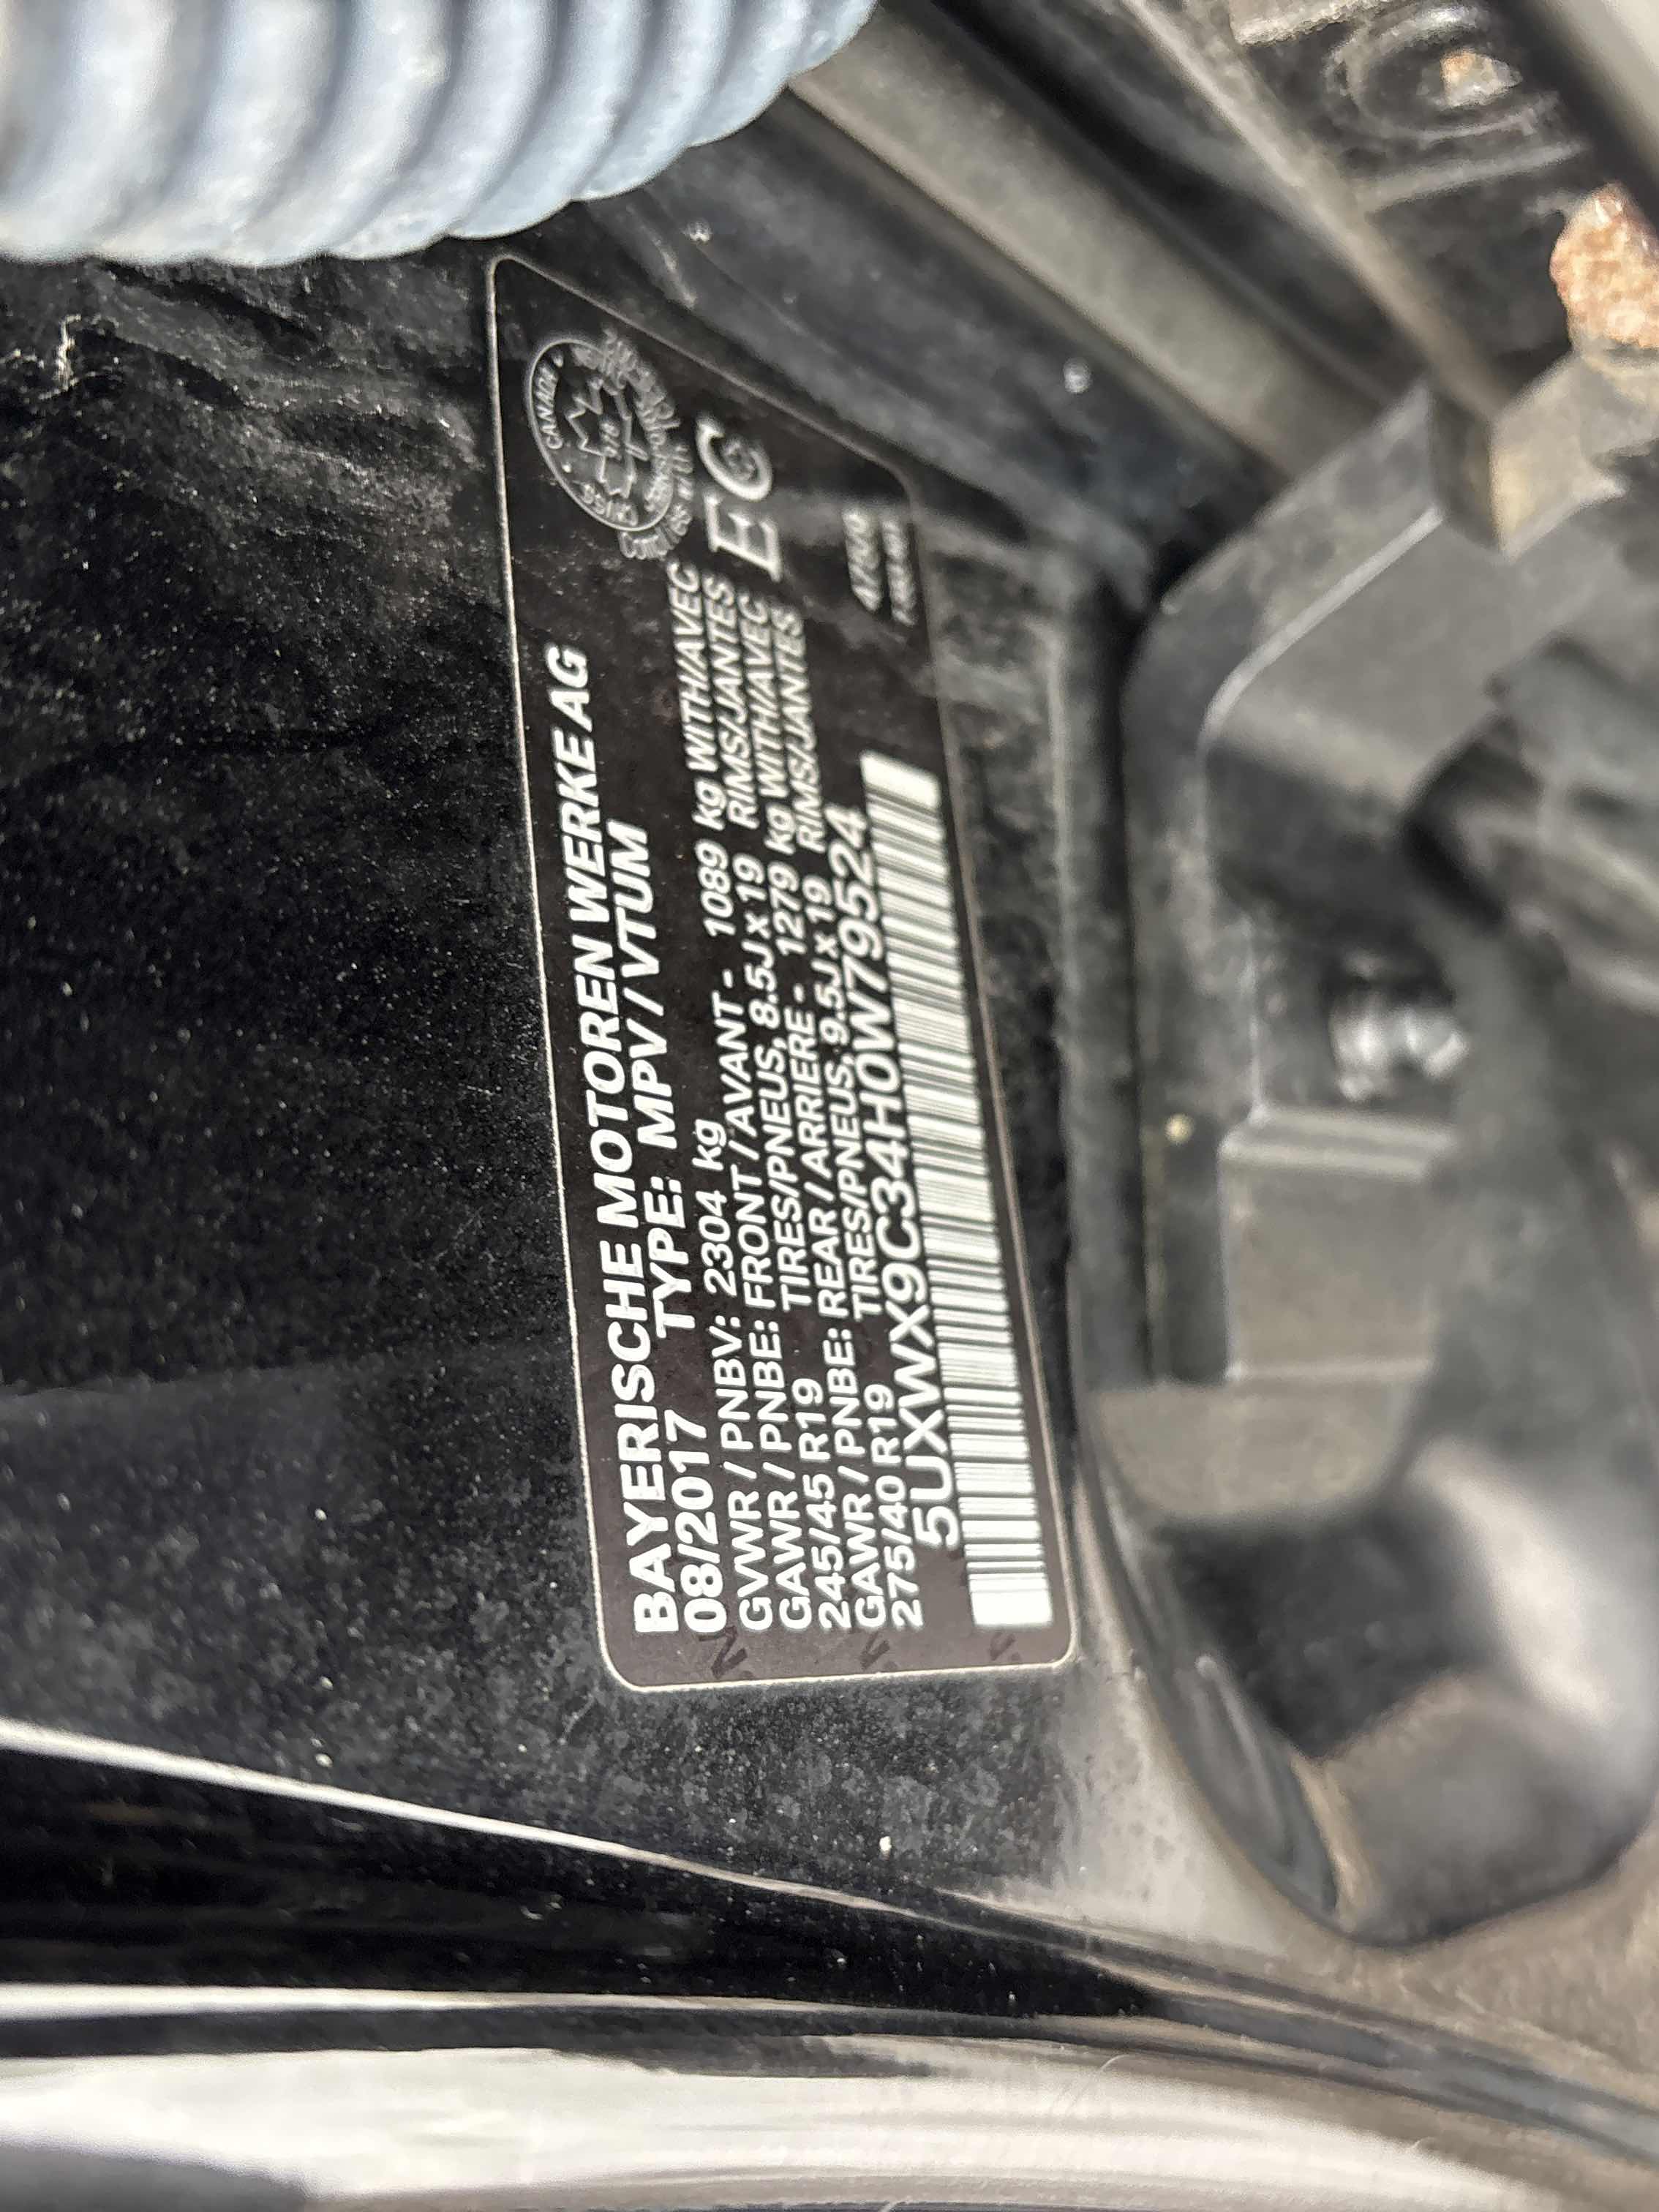 BAYERISCHE MOTOREN WERKE AG
08/2017 TYPE: MPV / VTUM
GVWR / PNBV: 2304 kg
GAWR / PNBE: FRONT / AVANT - 1089 kg WITH/AVEC
245/45 R19 TIRES/PNEUS, 8.5J x 19 RIMS/JANTES
GAWR / PNBE: REAR / ARRIERE - 1279 kg WITH/AVEC
275/40 R19 TIRES/PNEUS, 9.5J x 19 RIMS/JANTES
5UXWX9C34H0W79524
CANADA
EC